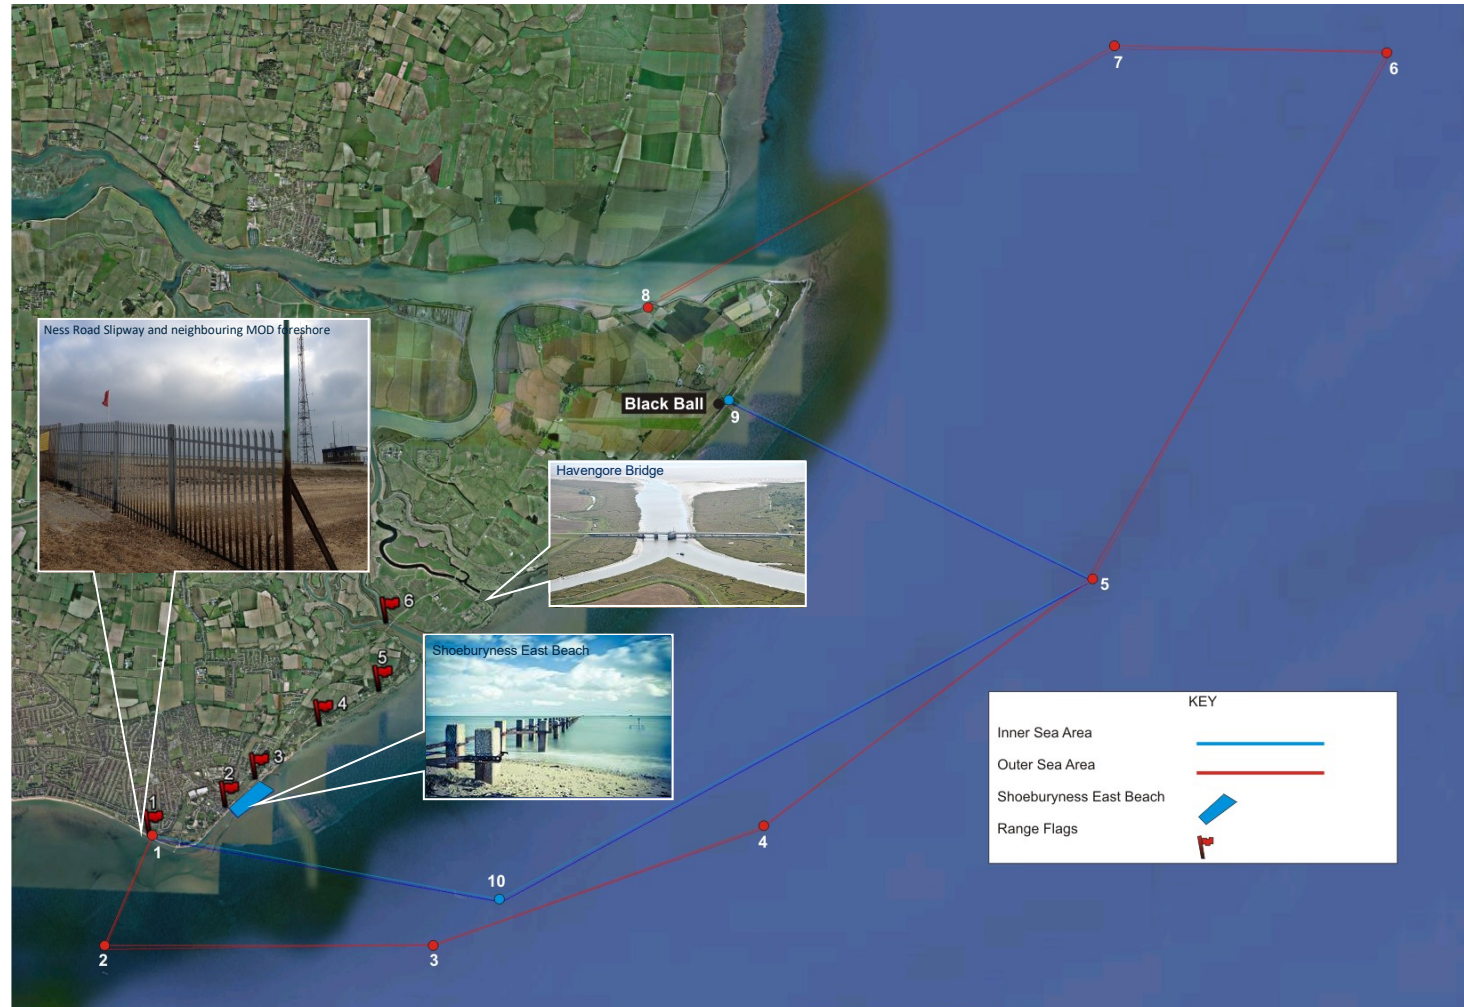 7
6
8
Ness Road Slipway and neighbouring MOD foreshore
Black Ball
9
Havengore Bridge
5
6
Shoeburyness East Beach
5
4
KEY
Inner Sea Area
Outer Sea Area
Shoeburyness East Beach
Range Flags
3
2
1
1
4
10
2
3